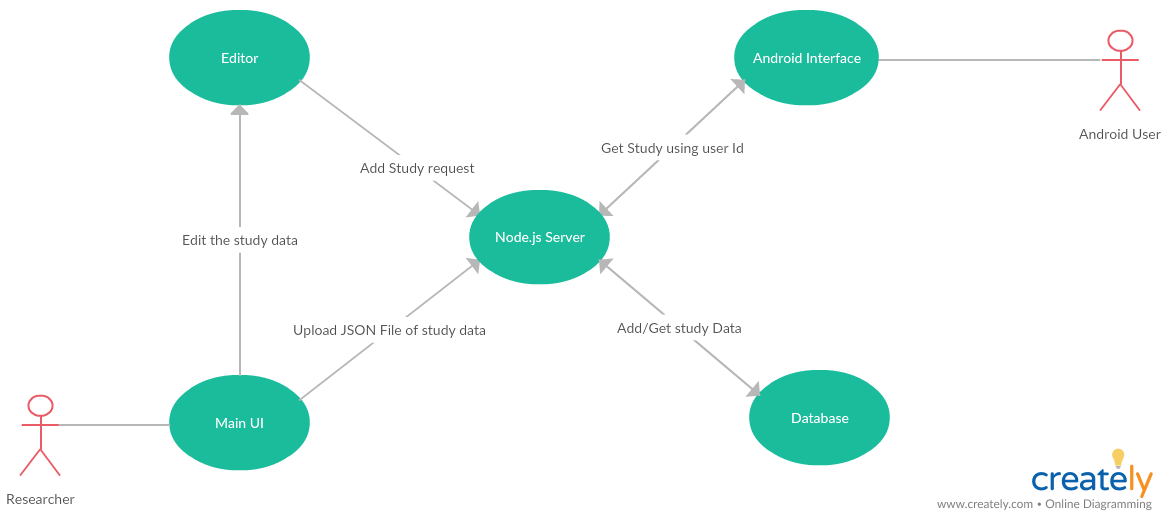 Editor
Android Interface
Android User
Get Study using user Id
Add Study request
Node.js Server
Edit the study data
Upload JSON File of study data
Add/Get study Data
Main UI
Database
Researcher
creately
www.creately.com • Online Diagramming